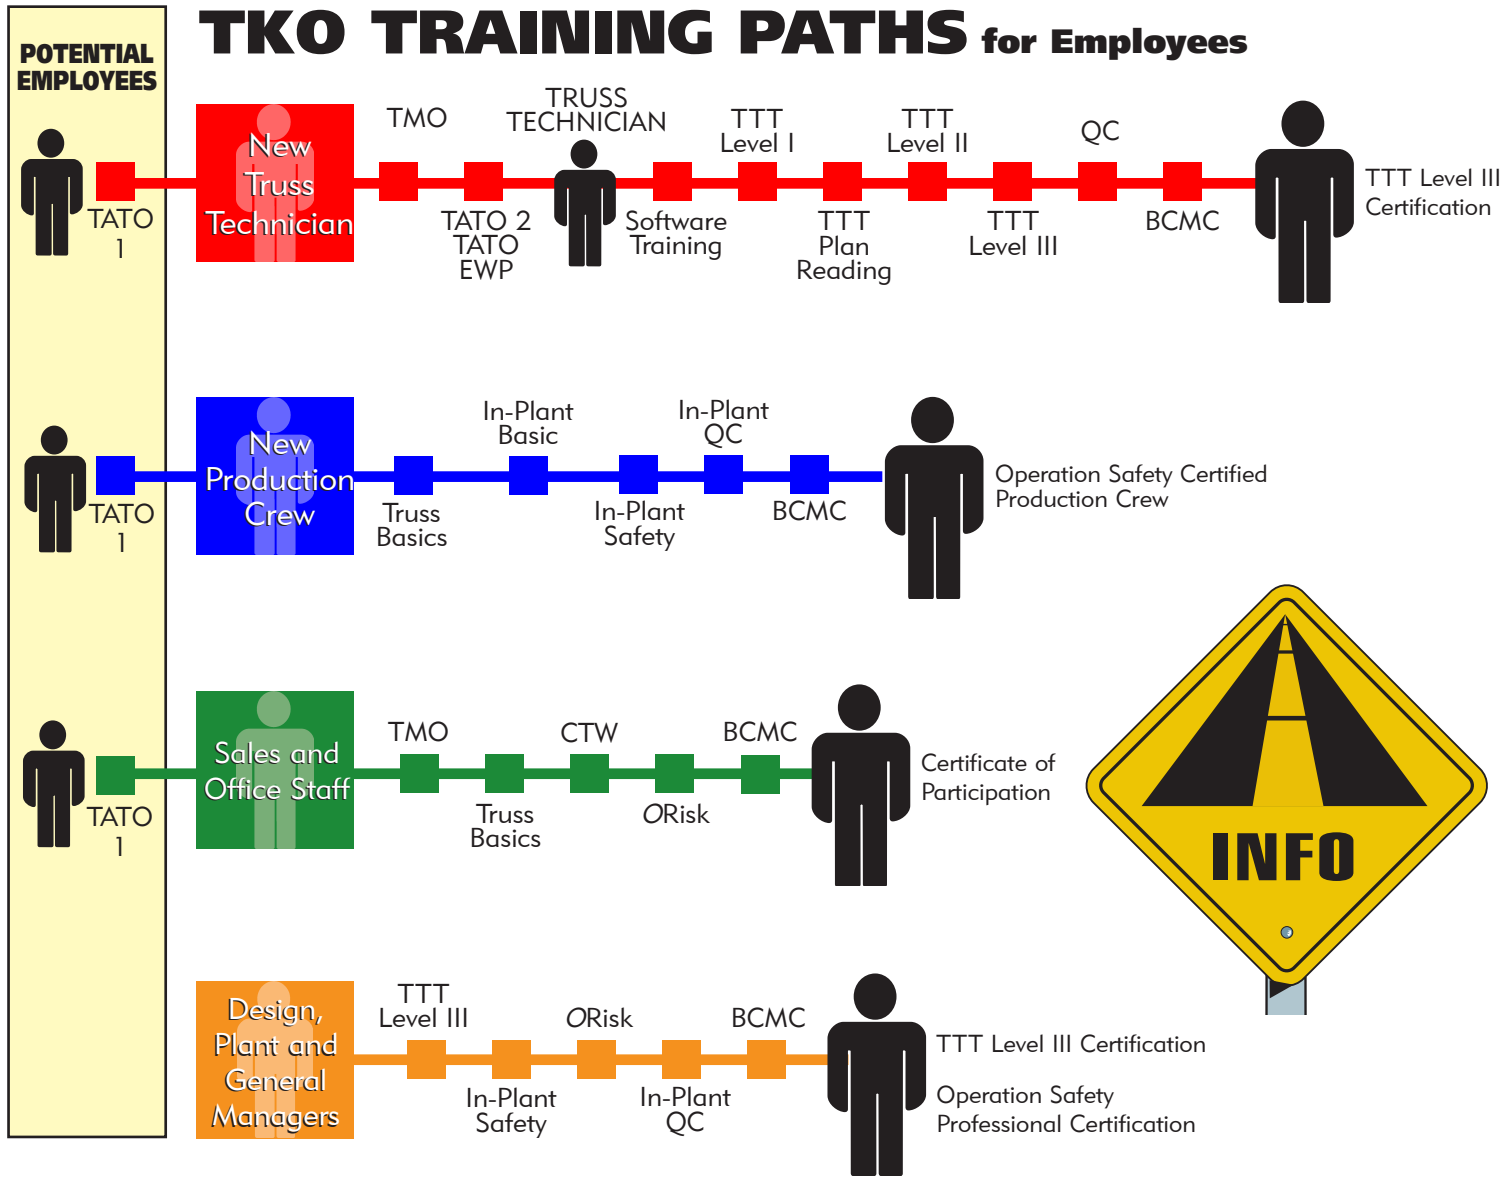 TKO TRAINING PATHS for Employees
POTENTIAL
EMPLOYEES
TATO
1
New
Truss
Technician
TMO
TATO 2
TATO
EWP
TRUSS
TECHNICIAN
Software
Training
TTT
Level I
TTT
Plan
Reading
TTT
Level II
TTT
Level III
QC
BCMC
TTT Level III
Certification
TATO
1
New
Production
Crew
Truss
Basics
In-Plant
Basic
In-Plant
Safety
In-Plant
QC
BCMC
Operation Safety Certified
Production Crew
TATO
1
Sales and
Office Staff
TMO
Truss
Basics
CTW
ORisk
BCMC
Certificate of
Participation
INFO
Design,
Plant and
General
Managers
TTT
Level III
In-Plant
Safety
ORisk
In-Plant
QC
BCMC
TTT Level III Certification
Operation Safety
Professional Certification